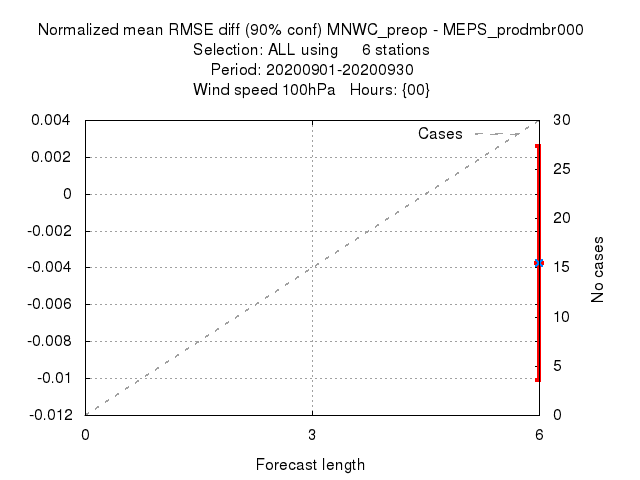 Normalized mean RMSE diff (90% conf) MNWC_preop - MEPS_prodmbr000
Selection: ALL using      6 stations
Period: 20200901-20200930
Wind speed 100hPa   Hours: {00}
Cases
0.004
0.002
0
-0.002
-0.004
-0.006
-0.008
-0.01
-0.012
30
25
20
15
10
5
0
No cases
0
3
6
Forecast length